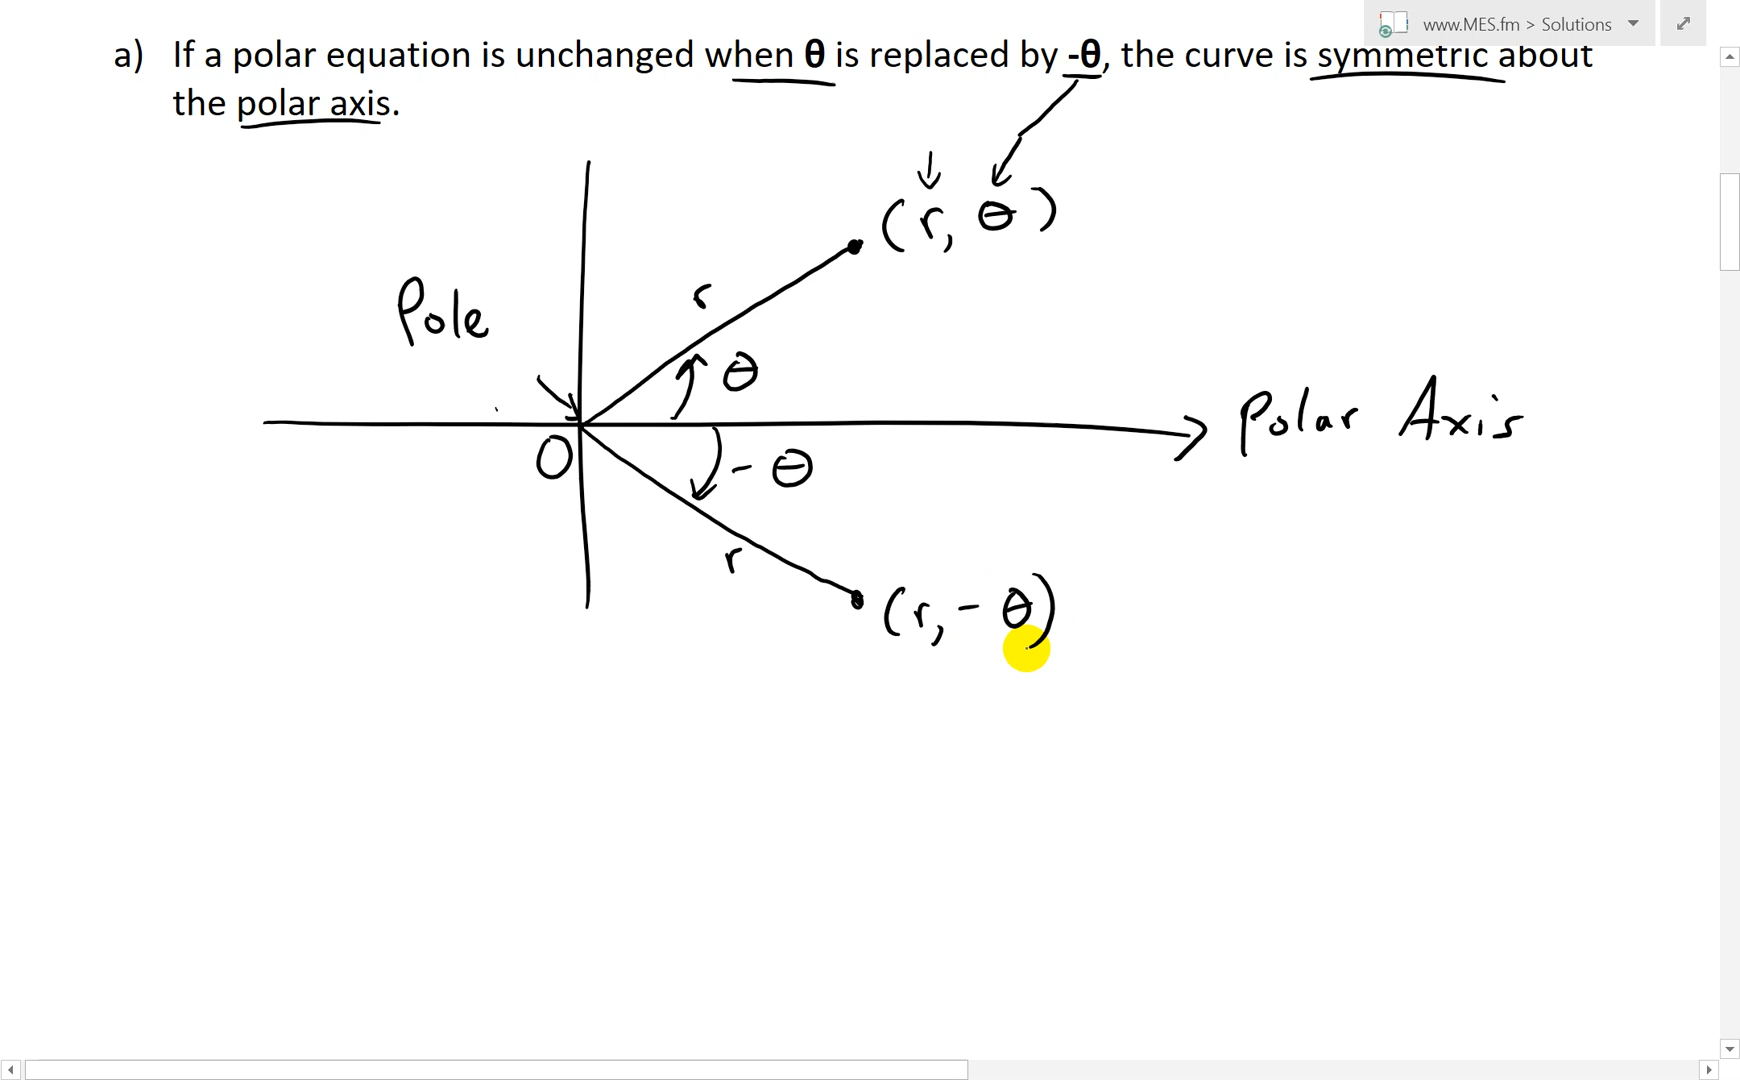 www.MES.fm > Solutions
a) If a polar equation is unchanged when θ is replaced by -θ, the curve is symmetric about
the polar axis.
(r, θ)
Pole
r
θ
Polar Axis
O
- θ
r
(r, - θ)